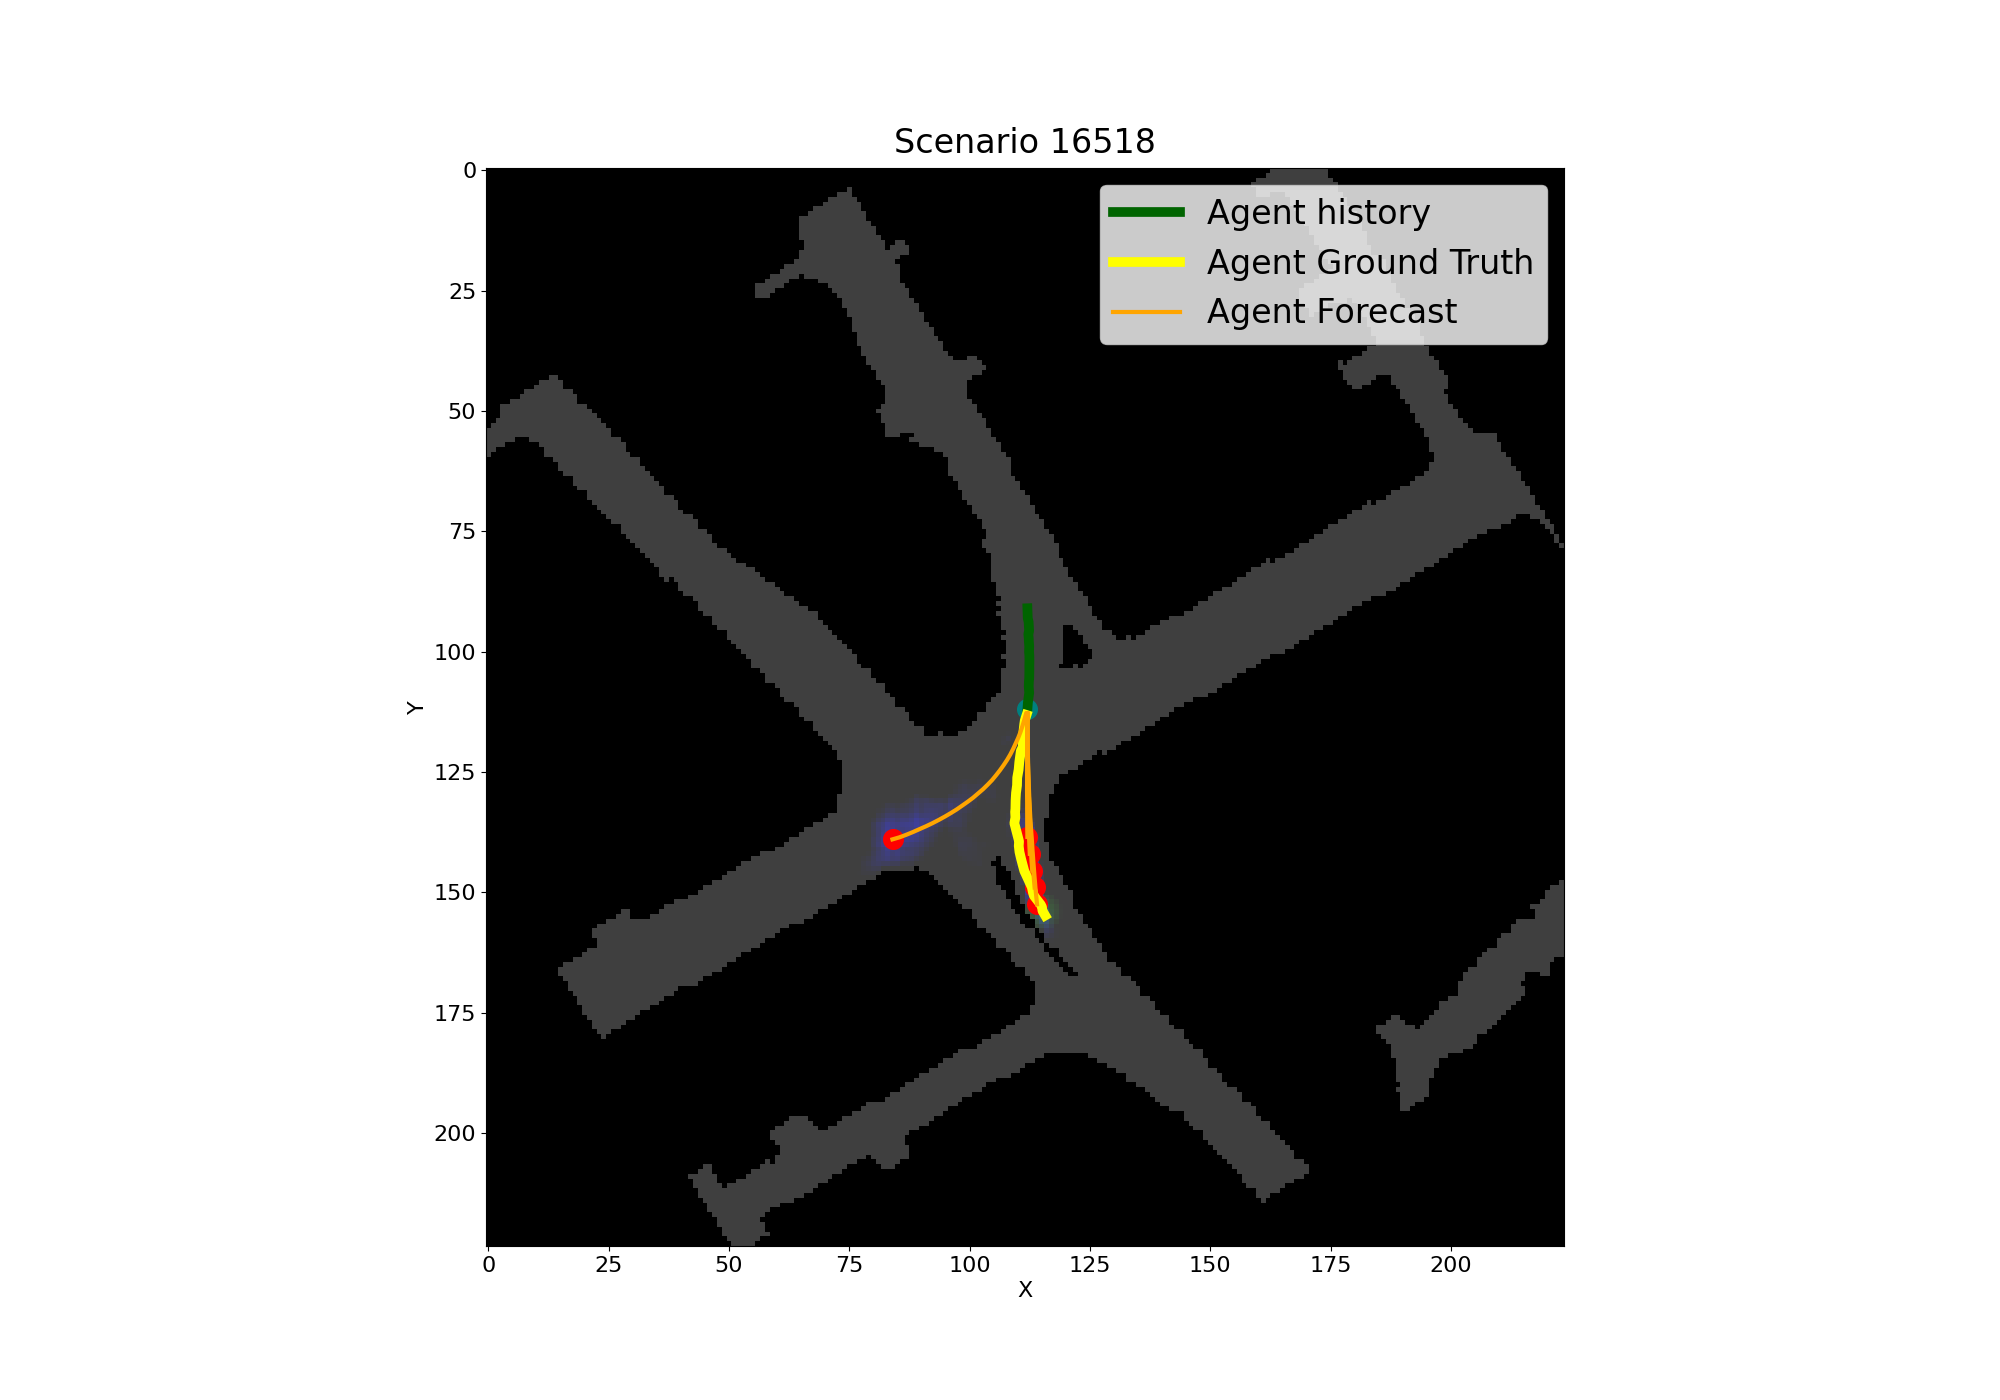 Scenario 16518
Agent history
Agent Ground Truth
Agent Forecast
0
25
50
75
100
125
150
175
200
Y
0 25 50 75 100 125 150 175 200
X